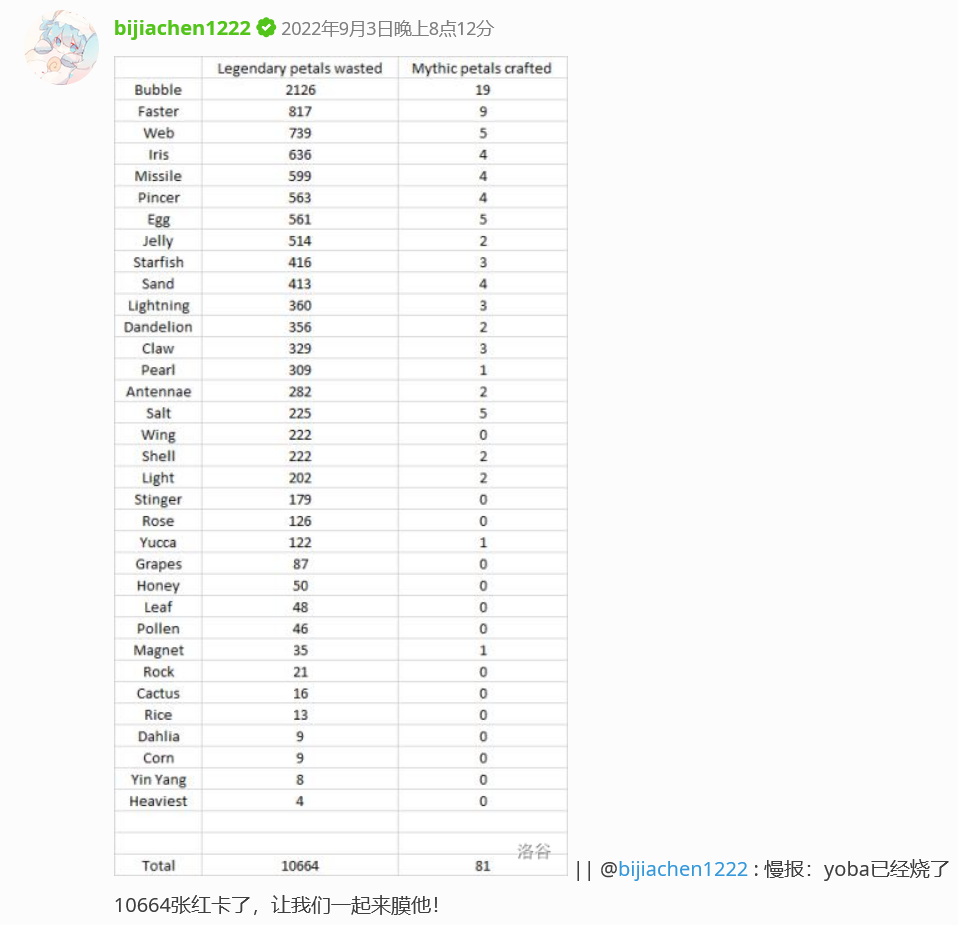 bijiachen1222 2022年9月3日晚上8点12分
Legendary petals wasted Mythic petals crafted
Bubble 2126 19
Faster 817 9
Web 739 5
Iris 636 4
Missile 599 4
Pincer 563 4
Egg 561 5
Jelly 514 2
Starfish 416 3
Sand 413 4
Lightning 360 3
Dandelion 356 2
Claw 329 3
Pearl 309 1
Antennae 282 2
Salt 225 5
Wing 222 0
Shell 222 2
Light 202 2
Stinger 179 0
Rose 126 0
Yucca 122 1
Grapes 87 0
Honey 50 0
Leaf 48 0
Pollen 46 0
Magnet 35 1
Rock 21 0
Cactus 16 0
Rice 13 0
Dahlia 9 0
Corn 9 0
Yin Yang 8 0
Heaviest 4 0
洛谷
Total 10664 81
|| @bijiachen1222 : 慢报：yoba已经烧了
10664张红卡了，让我们一起来膜他！